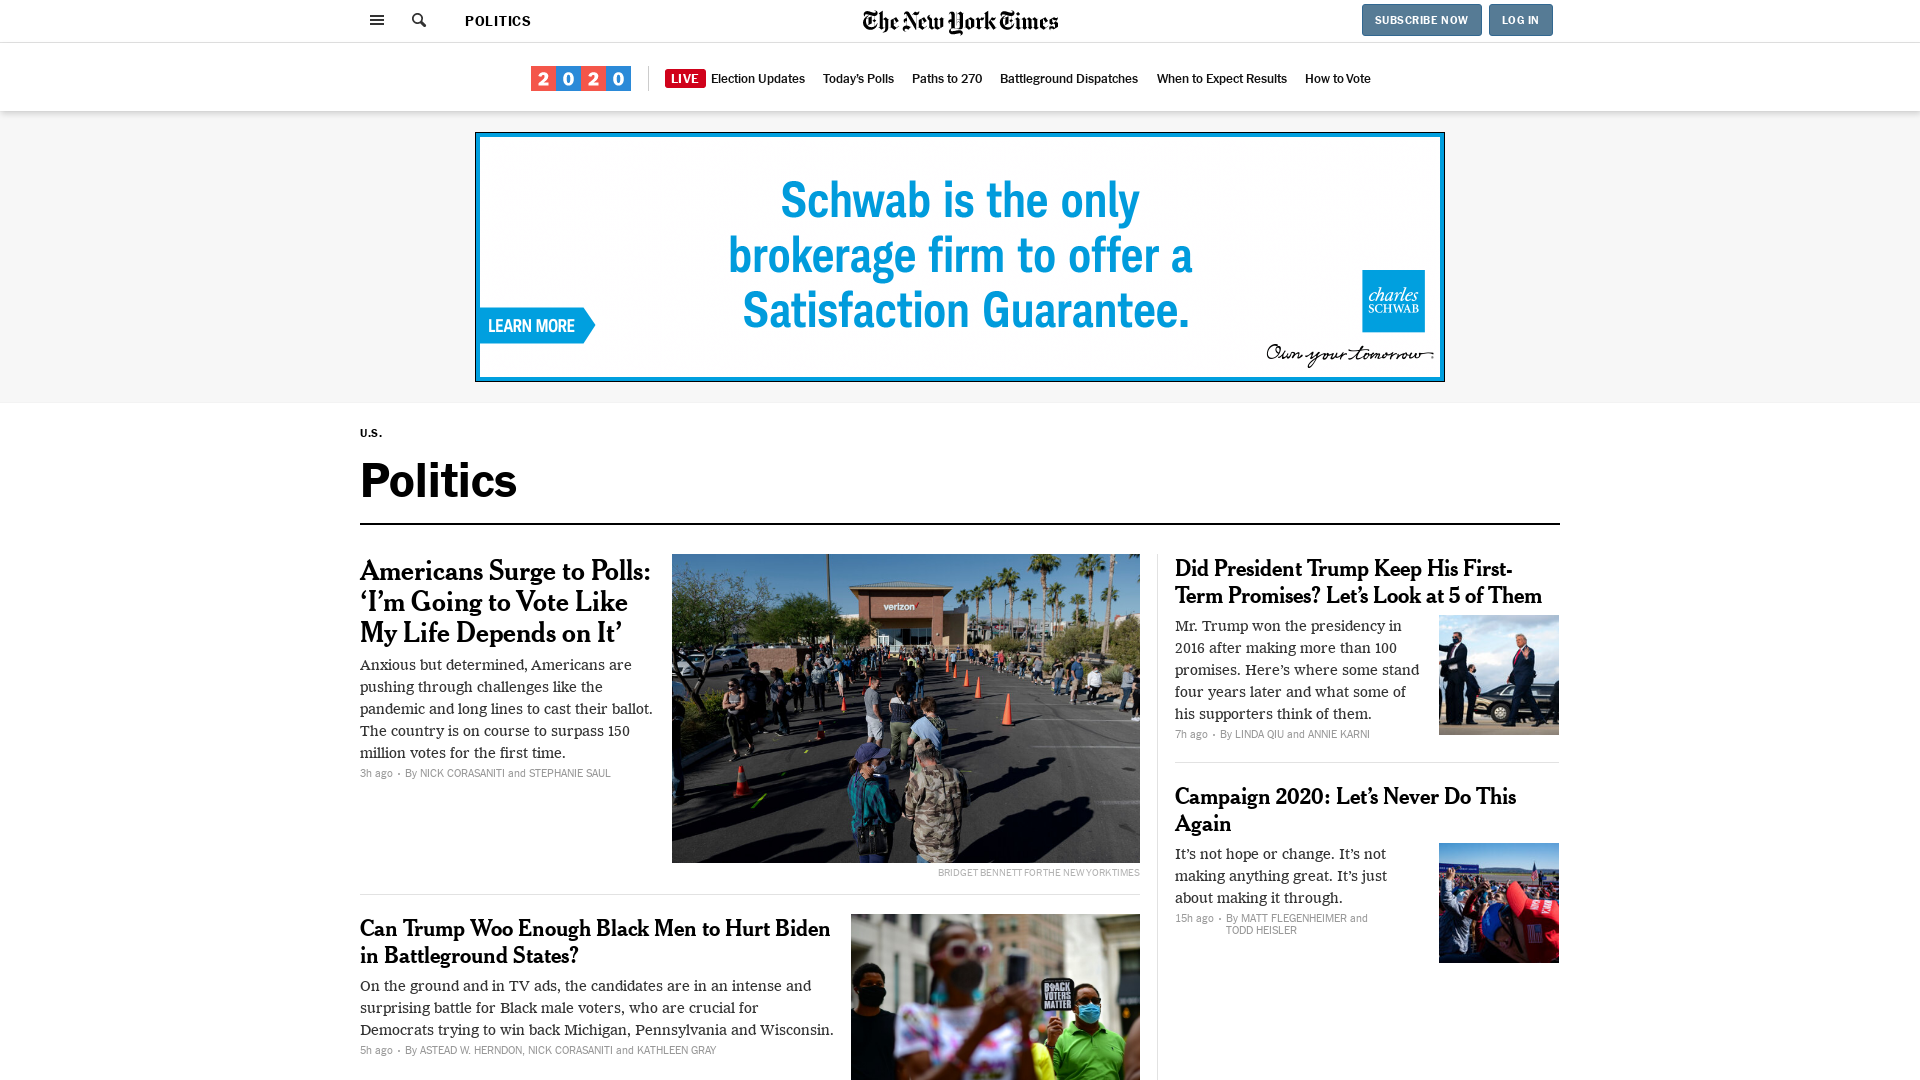 POLITICS
The New York Times
SUBSCRIBE NOW
LOG IN
2020
LIVE Election Updates
Today’s Polls
Paths to 270
Battleground Dispatches
When to Expect Results
How to Vote
Schwab is the only
brokerage firm to offer a
Satisfaction Guarantee.
LEARN MORE
charles
SCHWAB
Own your tomorrow®
U.S.
Politics
Americans Surge to Polls:
‘I’m Going to Vote Like
My Life Depends on It’
Anxious but determined, Americans are
pushing through challenges like the
pandemic and long lines to cast their ballot.
The country is on course to surpass 150
million votes for the first time.
3h ago • By NICK CORASANITI and STEPHANIE SAUL
verizon
BRIDGET BENNETT FOR THE NEW YORK TIMES
Can Trump Woo Enough Black Men to Hurt Biden
in Battleground States?
On the ground and in TV ads, the candidates are in an intense and
surprising battle for Black male voters, who are crucial for
Democrats trying to win back Michigan, Pennsylvania and Wisconsin.
5h ago • By ASTEAD W. HERNDON, NICK CORASANITI and KATHLEEN GRAY
BLACK
VOTERS
MATTER
Did President Trump Keep His First-
Term Promises? Let’s Look at 5 of Them
Mr. Trump won the presidency in
2016 after making more than 100
promises. Here’s where some stand
four years later and what some of
his supporters think of them.
7h ago • By LINDA QIU and ANNIE KARNI
Campaign 2020: Let’s Never Do This
Again
It’s not hope or change. It’s not
making anything great. It’s just
about making it through.
15h ago • By MATT FLEGENHEIMER and
TODD HEISLER